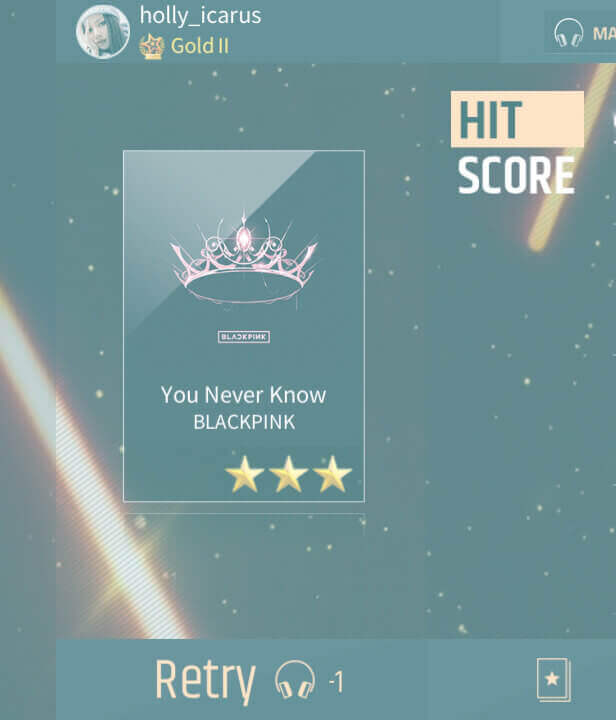 holly_icarus
Gold II
HIT
SCORE
BLACKPINK
You Never Know
BLACKPINK
Retry -1